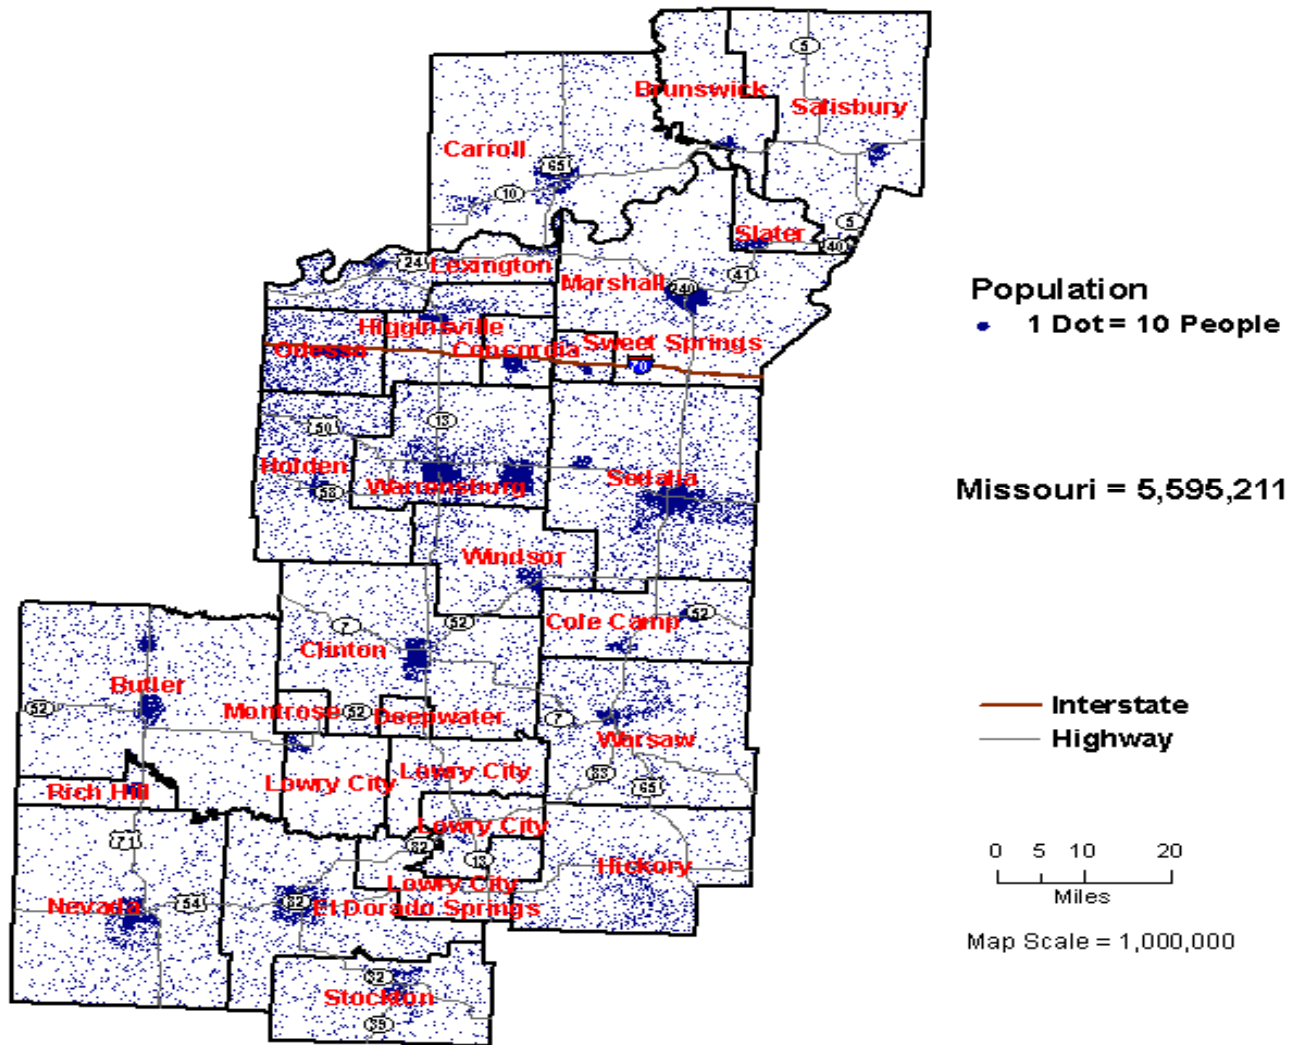 5
Brunswick
Salisbury
Carroll
65
10
5
Slater
40
24
Lexington
Marshall
41
240
Higginsville
Odessa
Concordia
Sweet Springs
70
Population
1 Dot = 10 People
13
50
Holden
58
Warrensburg
Sedalia
Missouri = 5,595,211
Windsor
7
52
Cole Camp
52
Clinton
Butler
52
Montrose
52
Deepwater
7
Warsaw
Interstate
Highway
Lowry City
Lowry City
83
65
Rich Hill
Lowry City
71
82
13
Hickory
0 5 10 20
Miles
Lowry City
Nevada
54
82
El Dorado Springs
Map Scale = 1,000,000
32
Stockton
39